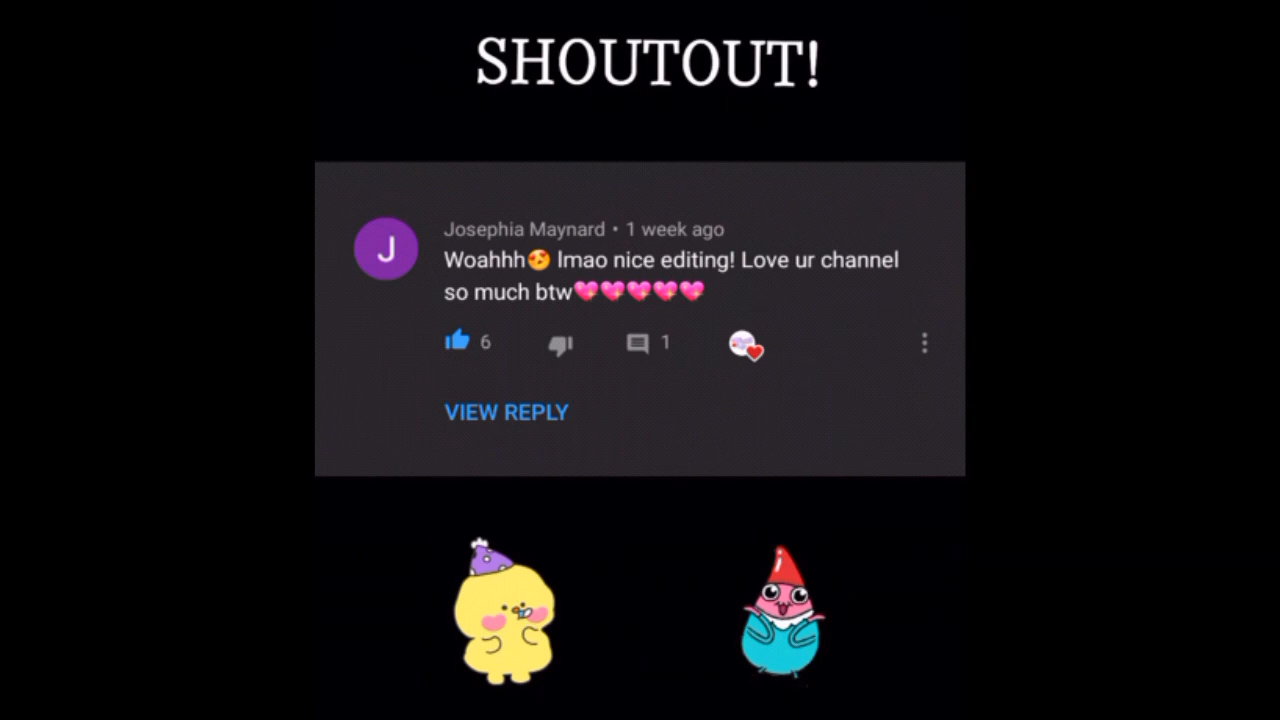 SHOUTOUT!
J
Josephia Maynard • 1 week ago
Woahhh😍 lmao nice editing! Love ur channel
so much btw💖💖💖💖💖
6 1
VIEW REPLY